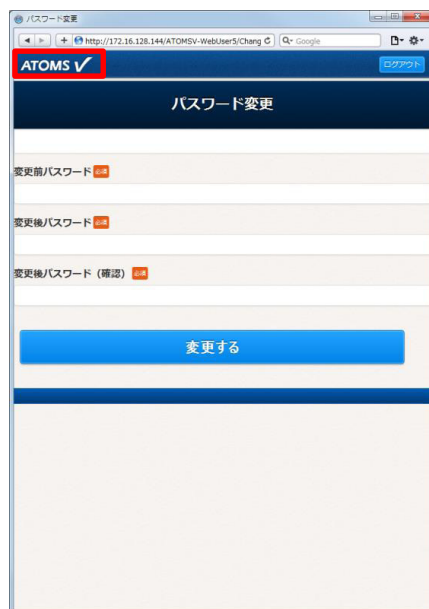 パスワード変更
http://172.16.128.144/ATOMSV-WebUser5/Chang
Google
ATOMS V
ログアウト
パスワード変更
変更前パスワード 必須
変更後パスワード 必須
変更後パスワード（確認） 必須
変更する